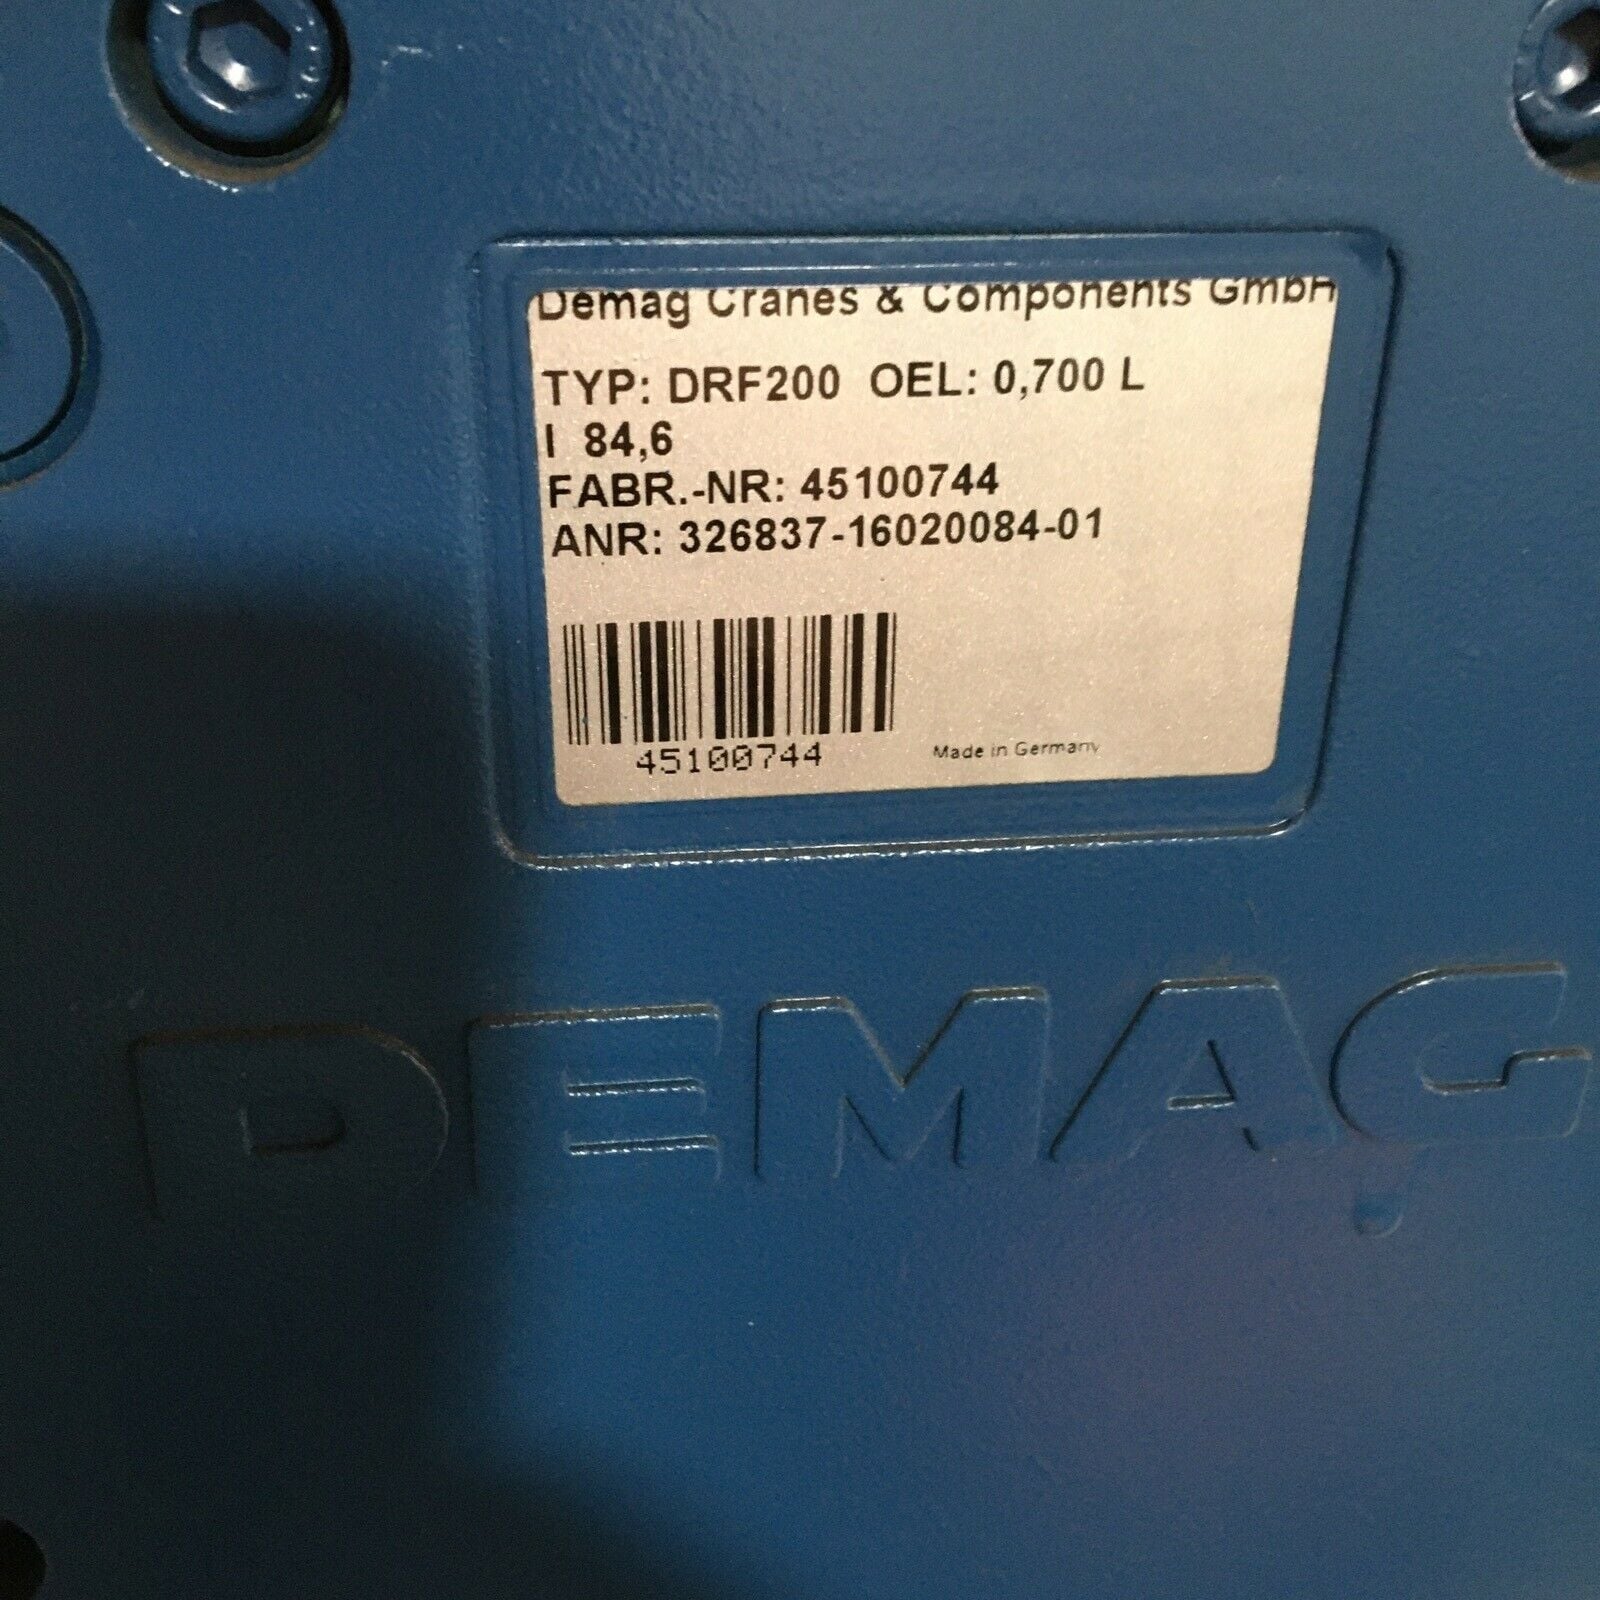 Demag Cranes & Components GmbH
TYP: DRF200 OEL: 0,700 L
I 84,6
FABR.-NR: 45100744
ANR: 326837-16020084-01
45100744
Made in Germany
DEMAG